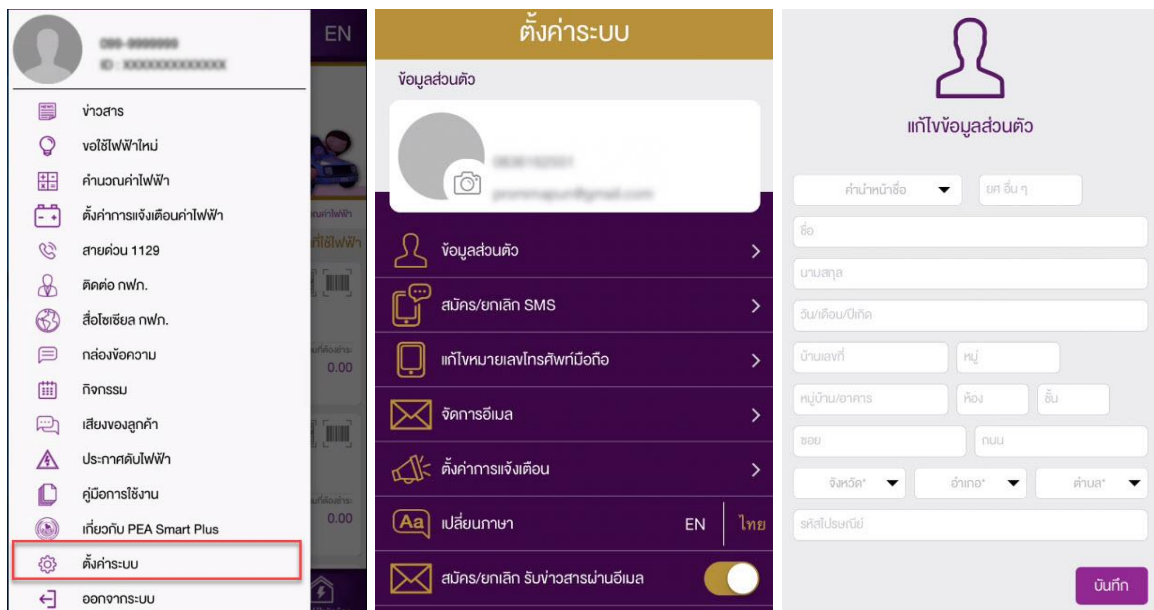 EN
ข่าวสาร
ขอใช้ไฟฟ้าใหม่
คำนวณค่าไฟฟ้า
ตั้งค่าการแจ้งเตือนค่าไฟฟ้า
สายด่วน 1129
ติดต่อ กฟภ.
สื่อโซเชียล กฟภ.
กล่องข้อความ
0.00
กิจกรรม
เสียงของลูกค้า
ประกาศดับไฟฟ้า
คู่มือการใช้งาน
เกี่ยวกับ PEA Smart Plus
0.00
ตั้งค่าระบบ
ออกจากระบบ
ตั้งค่าระบบ
ข้อมูลส่วนตัว
ข้อมูลส่วนตัว
สมัคร/ยกเลิก SMS
แก้ไขหมายเลขโทรศัพท์มือถือ
จัดการอีเมล
ตั้งค่าการแจ้งเตือน
Aa เปลี่ยนภาษา EN ไทย
สมัคร/ยกเลิก รับข่าวสารผ่านอีเมล
แก้ไขข้อมูลส่วนตัว
คำนำหน้าชื่อ ยศ อื่น ๆ
ชื่อ
นามสกุล
วัน/เดือน/ปีเกิด
บ้านเลขที่ หมู่
หมู่บ้าน/อาคาร ห้อง ชั้น
ซอย ถนน
จังหวัด* อำเภอ* ตำบล*
รหัสไปรษณีย์
บันทึก